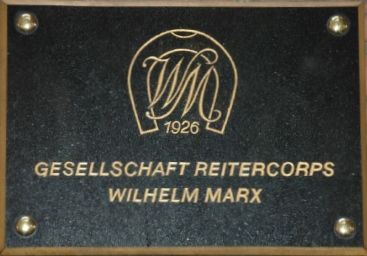 WM
1926
GESELLSCHAFT REITERCORPS
WILHELM MARX